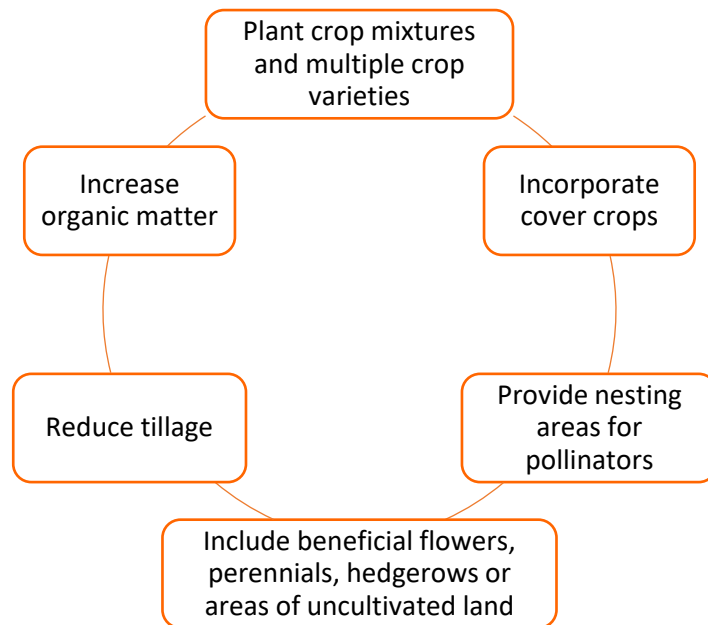 Plant crop mixtures
and multiple crop
varieties
Incorporate
cover crops
Provide nesting
areas for
pollinators
Include beneficial flowers,
perennials, hedgerows or
areas of uncultivated land
Reduce tillage
Increase
organic matter